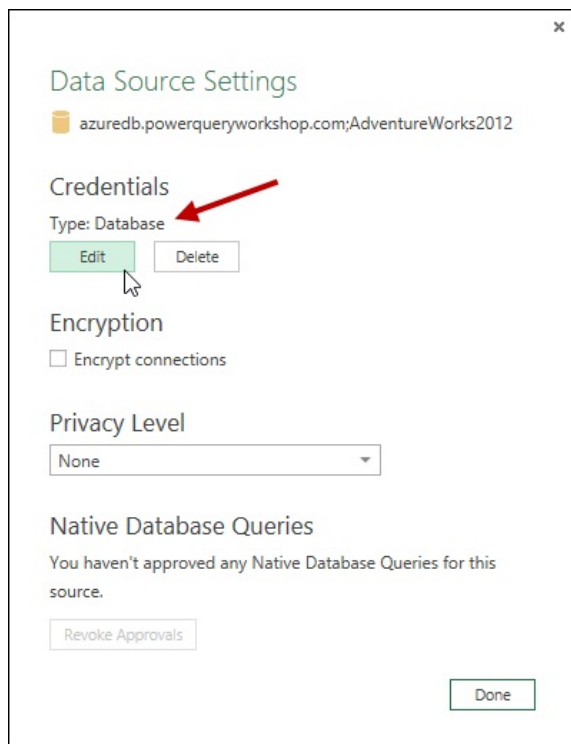 Data Source Settings
azuredb.powerqueryworkshop.com;AdventureWorks2012
Credentials
Type: Database
Edit Delete
Encryption
Encrypt connections
Privacy Level
None
Native Database Queries
You haven't approved any Native Database Queries for this
source.
Revoke Approvals
Done